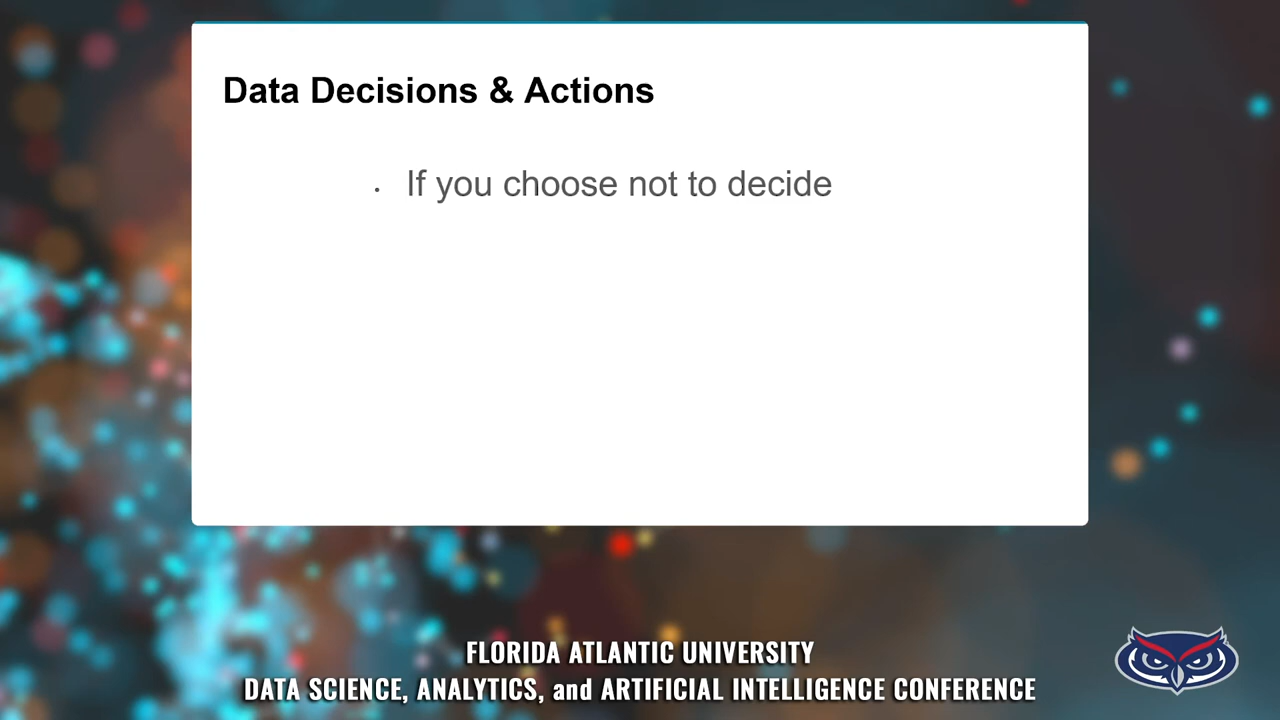 Data Decisions & Actions
· If you choose not to decide
FLORIDA ATLANTIC UNIVERSITY
DATA SCIENCE, ANALYTICS, and ARTIFICIAL INTELLIGENCE CONFERENCE